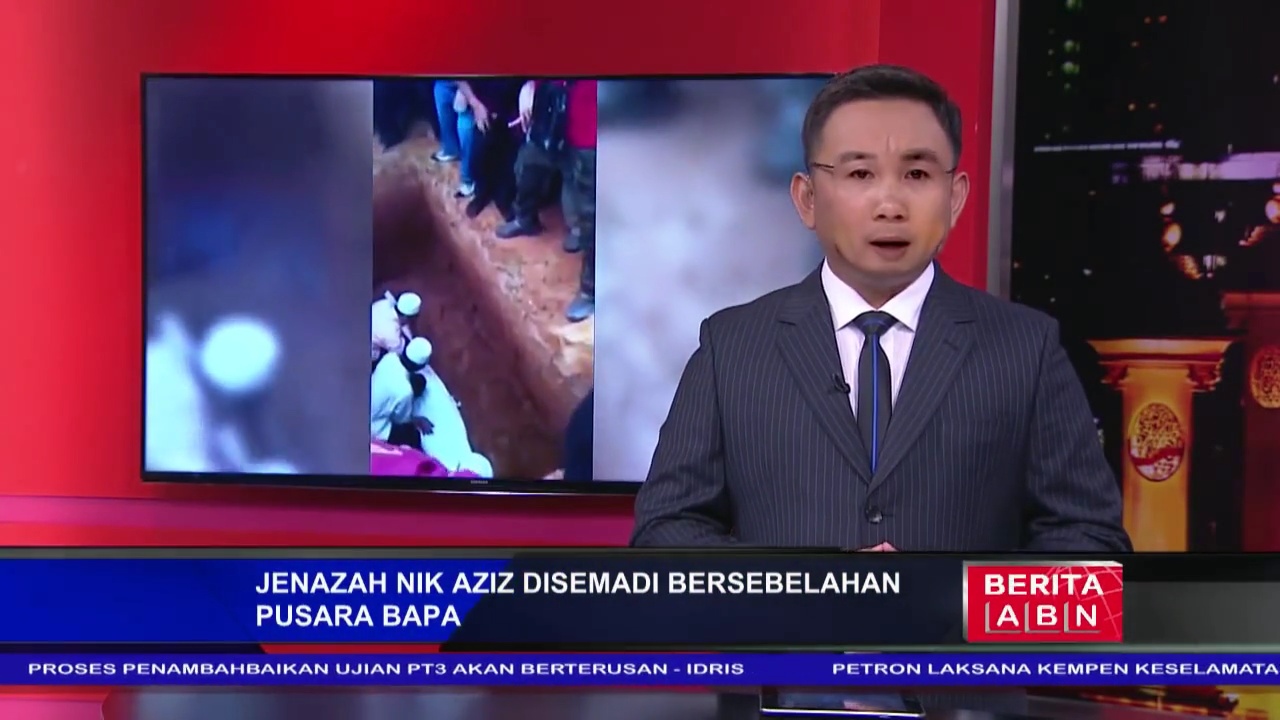 JENAZAH NIK AZIZ DISEMADI BERSEBELAHAN
PUSARA BAPA
BERITA
ABN
PROSES PENAMBAHBAIKAN UJIAN PT3 AKAN BERTERUSAN - IDRIS
PETRON LAKSANA KEMPEN KESELAMATA